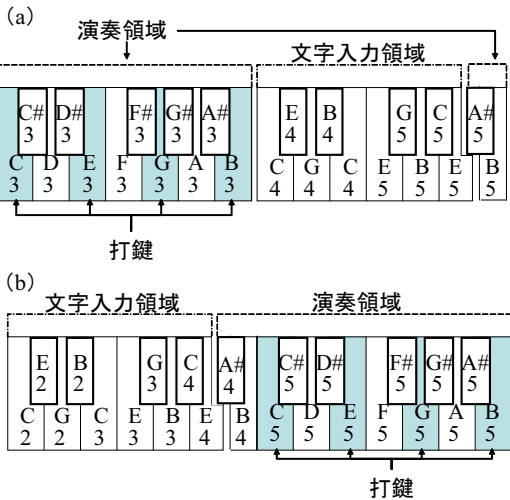 (a)
演奏領域
文字入力領域
C# 3 D# 3 F# 3 G# 3 A# 3 E 4 B 4 G 5 C 5 A# 5
C 3 D 3 E 3 F 3 G 3 A 3 B 3 C 4 G 4 C 4 E 5 B 5 E 5 B 5
打鍵
(b)
文字入力領域 演奏領域
E 2 B 2 G 3 C 4 A# 4 C# 5 D# 5 F# 5 G# 5 A# 5
C 2 G 2 C 3 E 3 B 3 E 4 B 4 C 5 D 5 E 5 F 5 G 5 A 5 B 5
打鍵